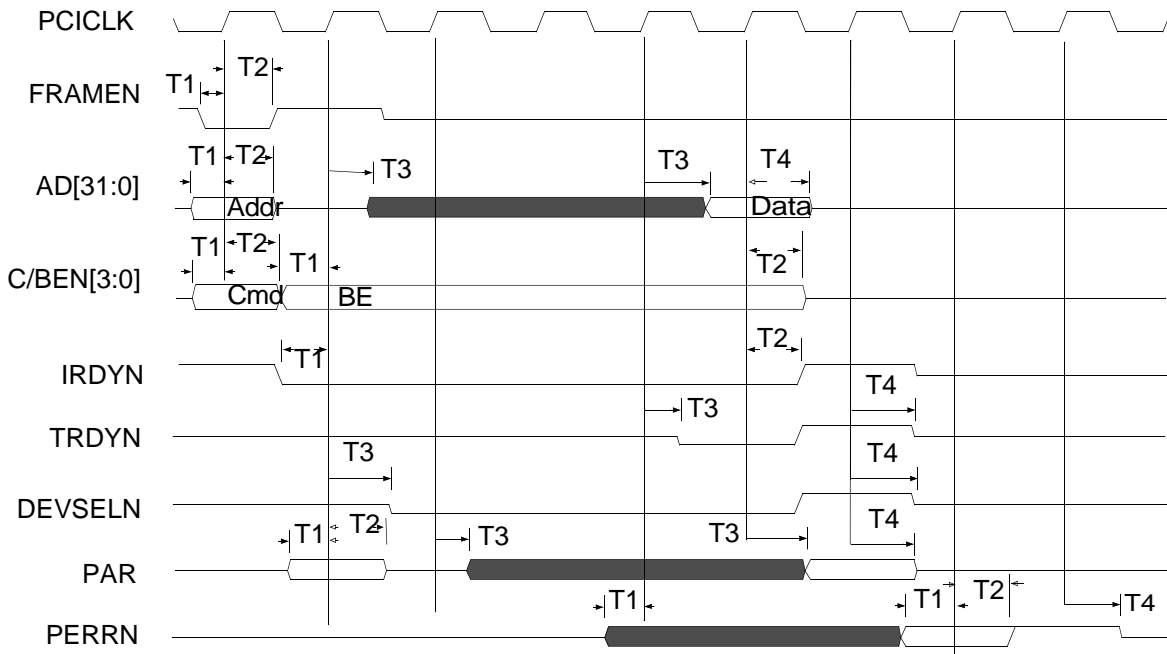 PCICLK
T2
T1
FRAMEN
T1 T2 T3 T3 T4
AD[31:0]
Addr Data
T1 T2 T1 T2
C/BEN[3:0]
Cmd BE
T1 T2
IRDYN
T4
T3
TRDYN
T3 T4
DEVSELN
T1 T2 T3 T3 T4
PAR
T1 T1 T2 T4
PERRN